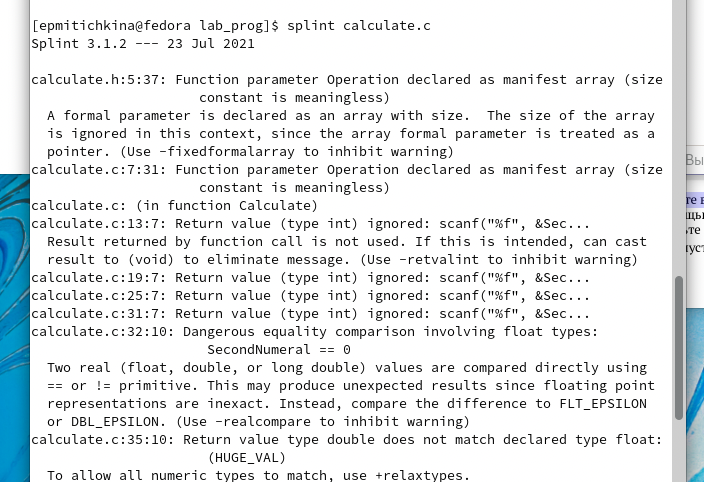 [epmitichkina@fedora lab_prog]$ splint calculate.c
Splint 3.1.2 --- 23 Jul 2021
calculate.h:5:37: Function parameter Operation declared as manifest array (size
constant is meaningless)
A formal parameter is declared as an array with size.  The size of the array
is ignored in this context, since the array formal parameter is treated as a
pointer. (Use -fixedformalarray to inhibit warning)
calculate.c:7:31: Function parameter Operation declared as manifest array (size
constant is meaningless)
calculate.c: (in function Calculate)
calculate.c:13:7: Return value (type int) ignored: scanf("%f", &Sec...
Result returned by function call is not used. If this is intended, can cast
result to (void) to eliminate message. (Use -retvalint to inhibit warning)
calculate.c:19:7: Return value (type int) ignored: scanf("%f", &Sec...
calculate.c:25:7: Return value (type int) ignored: scanf("%f", &Sec...
calculate.c:31:7: Return value (type int) ignored: scanf("%f", &Sec...
calculate.c:32:10: Dangerous equality comparison involving float types:
SecondNumeral == 0
Two real (float, double, or long double) values are compared directly using
== or != primitive. This may produce unexpected results since floating point
representations are inexact. Instead, compare the difference to FLT_EPSILON
or DBL_EPSILON. (Use -realcompare to inhibit warning)
calculate.c:35:10: Return value type double does not match declared type float:
(HUGE_VAL)
To allow all numeric types to match, use +relaxtypes.